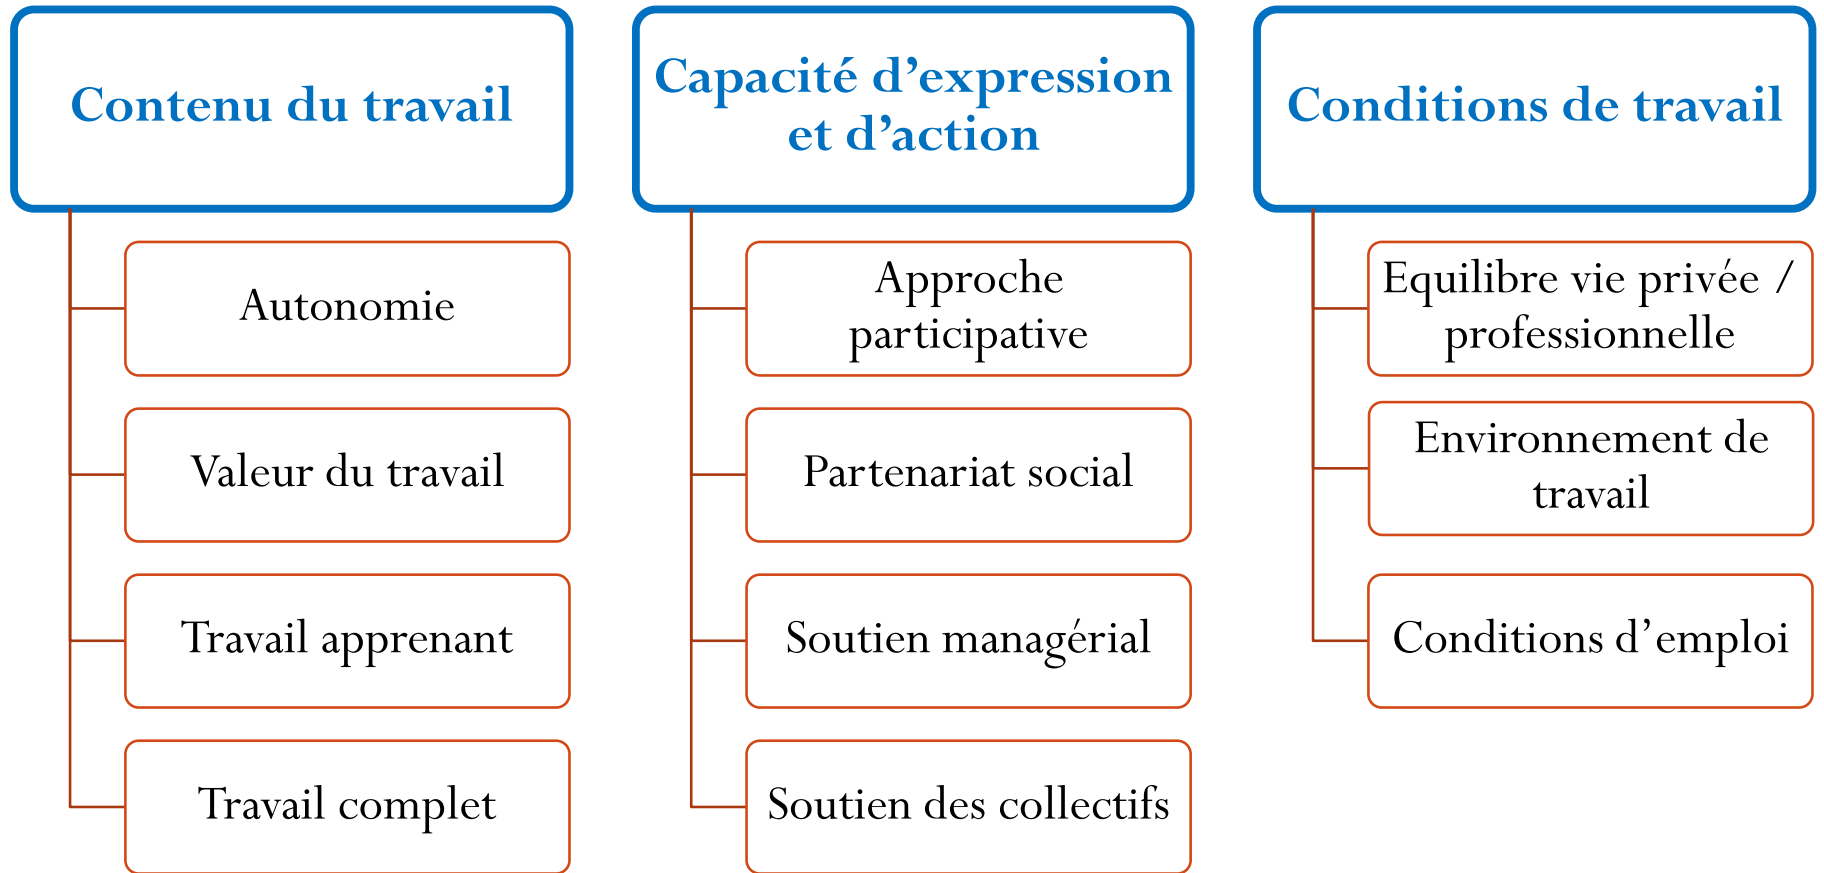 Contenu du travail
Autonomie
Valeur du travail
Travail apprenant
Travail complet
Capacité d’expression
et d’action
Approche
participative
Partenariat social
Soutien managérial
Soutien des collectifs
Conditions de travail
Equilibre vie privée /
professionnelle
Environnement de
travail
Conditions d’emploi